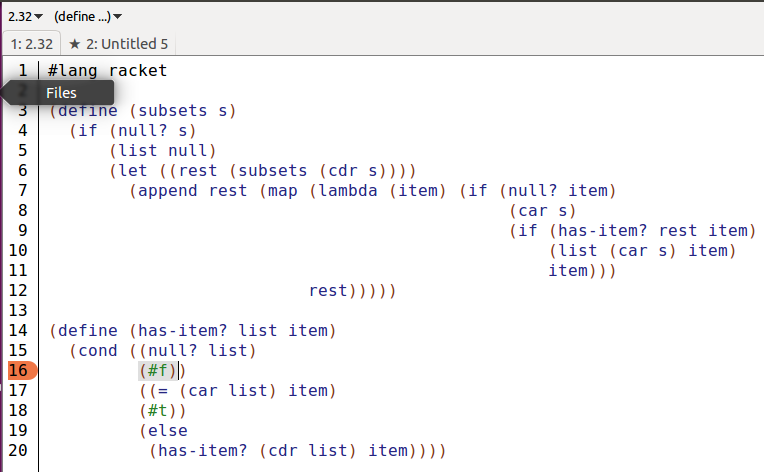 2.32 (define ...)
1: 2.32 ★ 2: Untitled 5
1 #lang racket
Files
3 (define (subsets s)
4   (if (null? s)
5       (list null)
6       (let ((rest (subsets (cdr s))))
7         (append rest (map (lambda (item) (if (null? item)
8                                               (car s)
9                                               (if (has-item? rest item)
10                                                  (list (car s) item)
11                                                  item)))
12                          rest)))))
13
14 (define (has-item? list item)
15   (cond ((null? list)
16          (#f))
17         ((= (car list) item)
18          (#t))
19         (else
20          (has-item? (cdr list) item))))